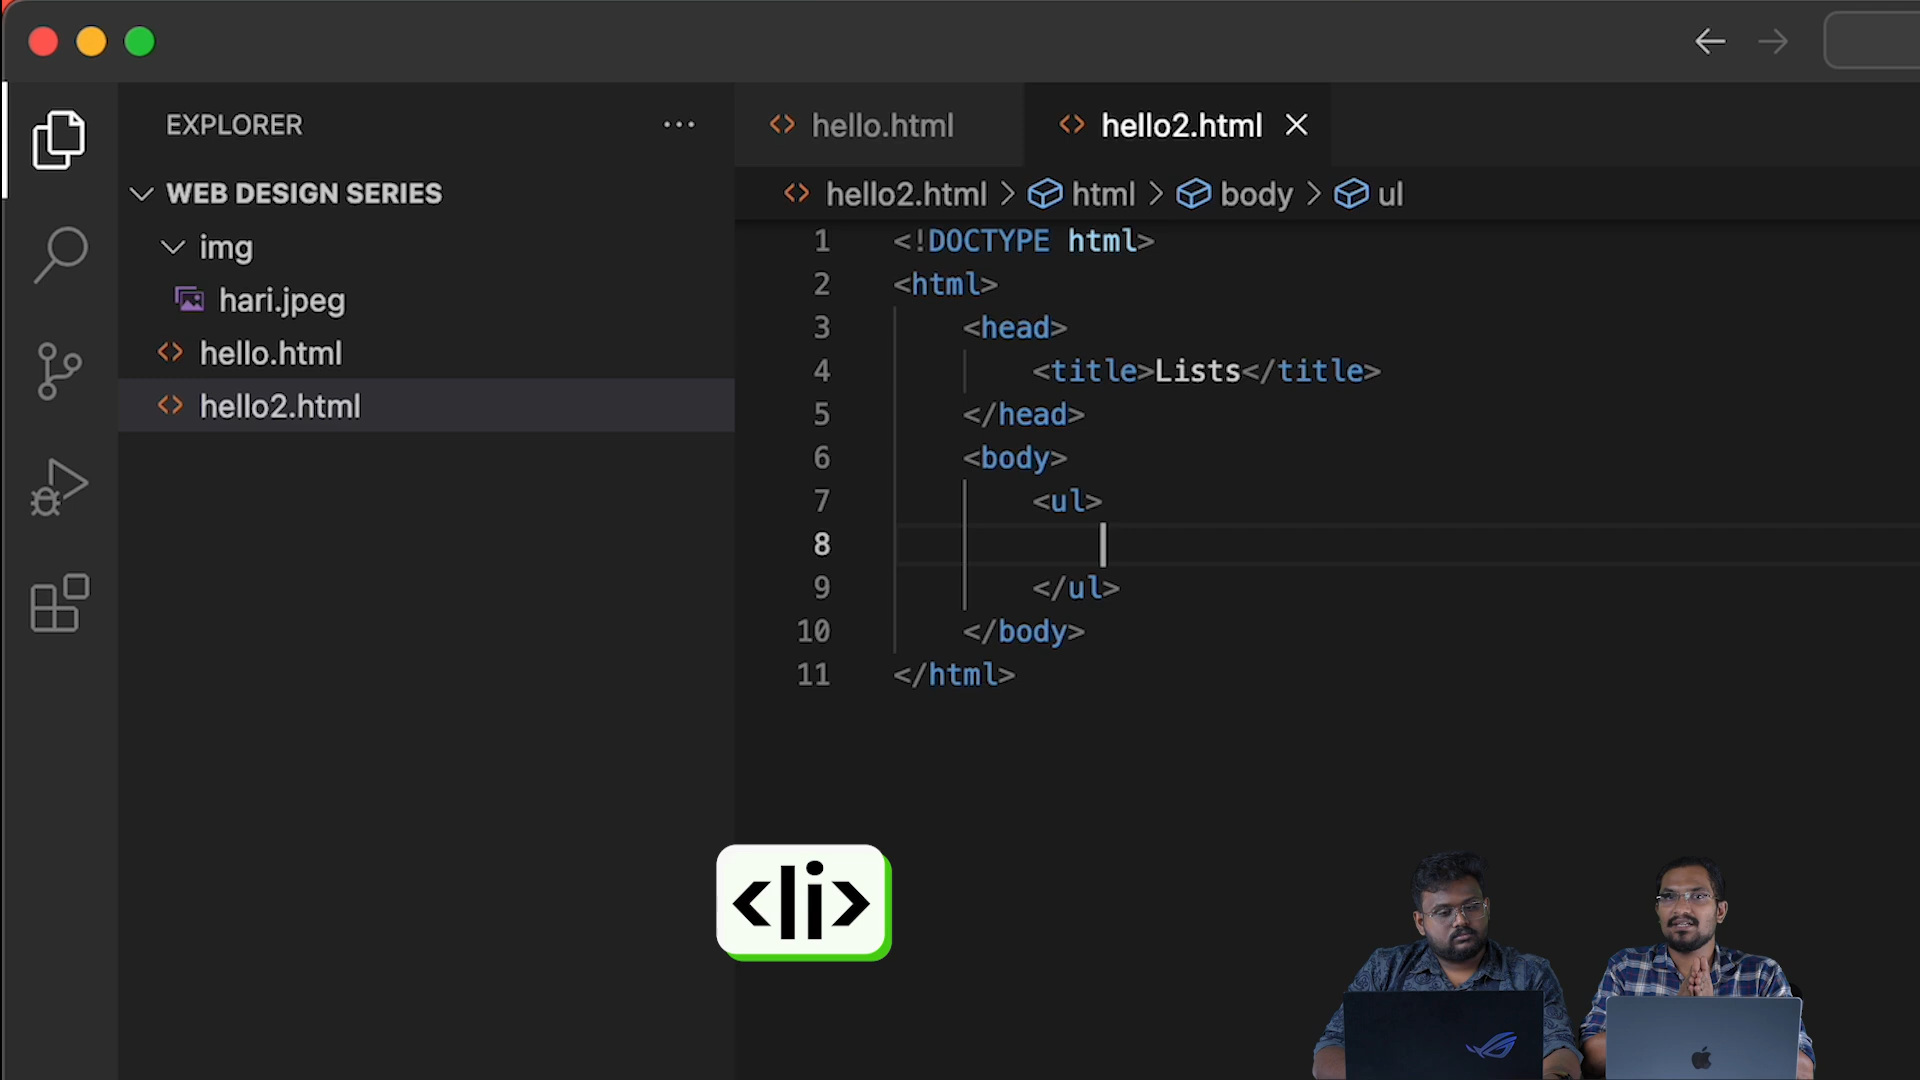 EXPLORER
hello.html
hello2.html
WEB DESIGN SERIES
img
hari.jpeg
hello.html
hello2.html
hello2.html > html > body > ul
1 <!DOCTYPE html>
2 <html>
3 <head>
4 <title>Lists</title>
5 </head>
6 <body>
7 <ul>
8
9 </ul>
10 </body>
11 </html>
<li>